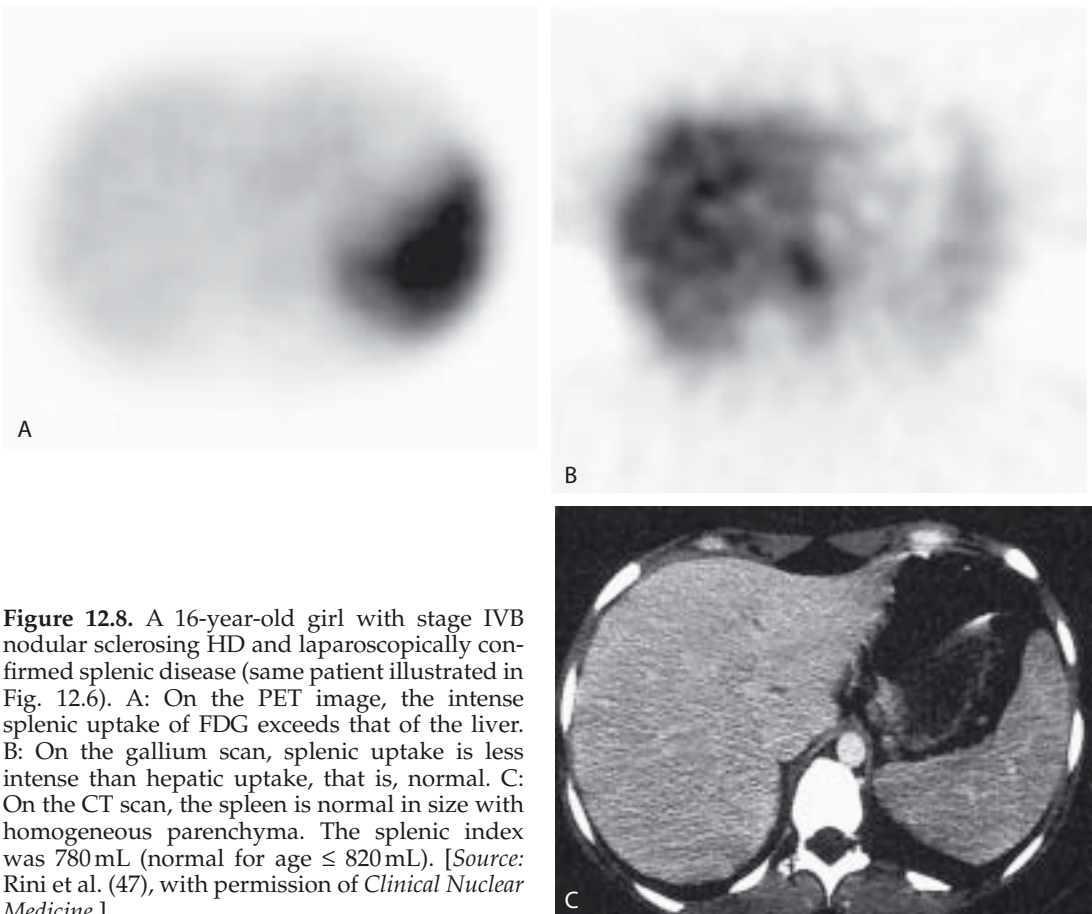 A
B
C
Figure 12.8. A 16-year-old girl with stage IVB
nodular sclerosing HD and laparoscopically con-
firmed splenic disease (same patient illustrated in
Fig. 12.6). A: On the PET image, the intense
splenic uptake of FDG exceeds that of the liver.
B: On the gallium scan, splenic uptake is less
intense than hepatic uptake, that is, normal. C:
On the CT scan, the spleen is normal in size with
homogeneous parenchyma. The splenic index
was 780 mL (normal for age ≤ 820 mL). [Source:
Rini et al. (47), with permission of Clinical Nuclear
Medicine.]